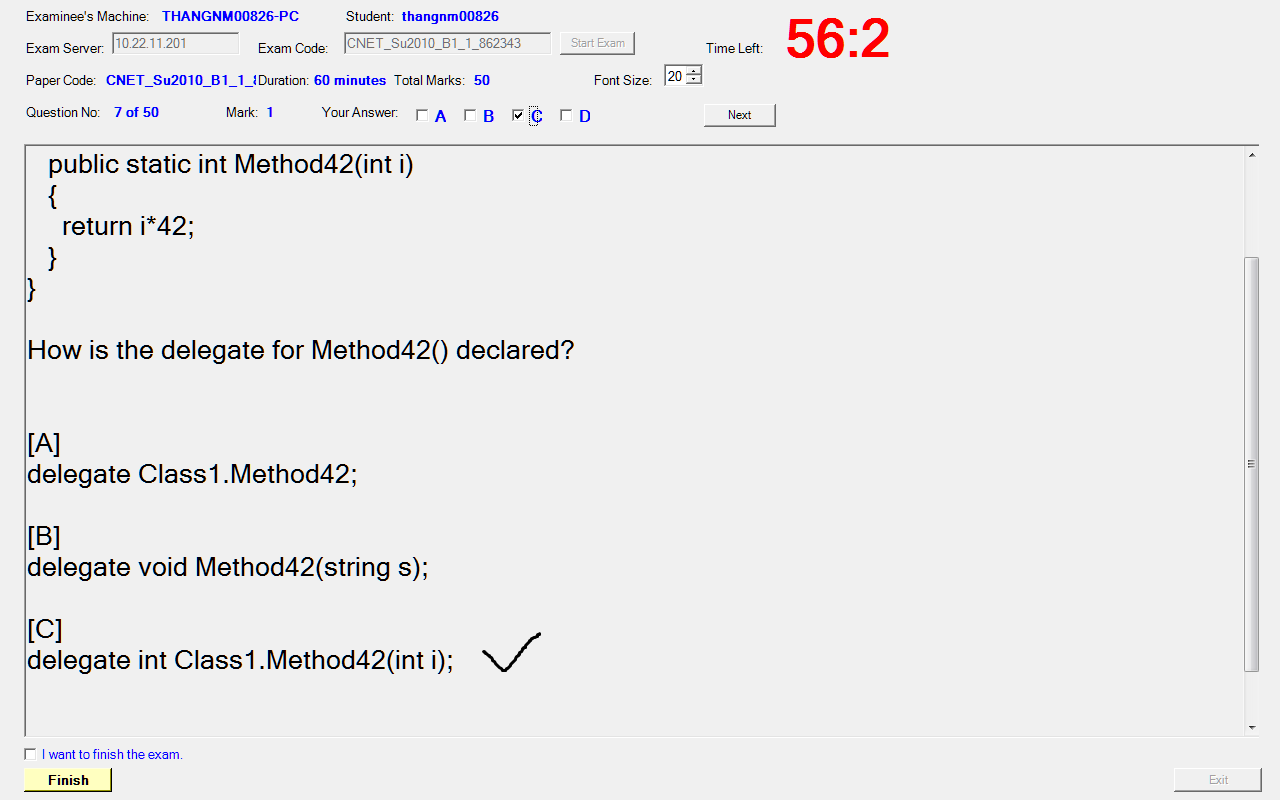 Examinee's Machine: THANGNM00826-PC Student: thangnm00826
Exam Server: 10.22.11.201 Exam Code: CNET_Su2010_B1_1_862343 Start Exam Time Left: 56:2
Paper Code: CNET_Su2010_B1_1_ Duration: 60 minutes Total Marks: 50 Font Size: 20
Question No: 7 of 50 Mark: 1 Your Answer: A B C D Next
public static int Method42(int i)
{
return i*42;
}
}
How is the delegate for Method42() declared?
[A]
delegate Class1.Method42;
[B]
delegate void Method42(string s);
[C]
delegate int Class1.Method42(int i);
I want to finish the exam.
Finish Exit